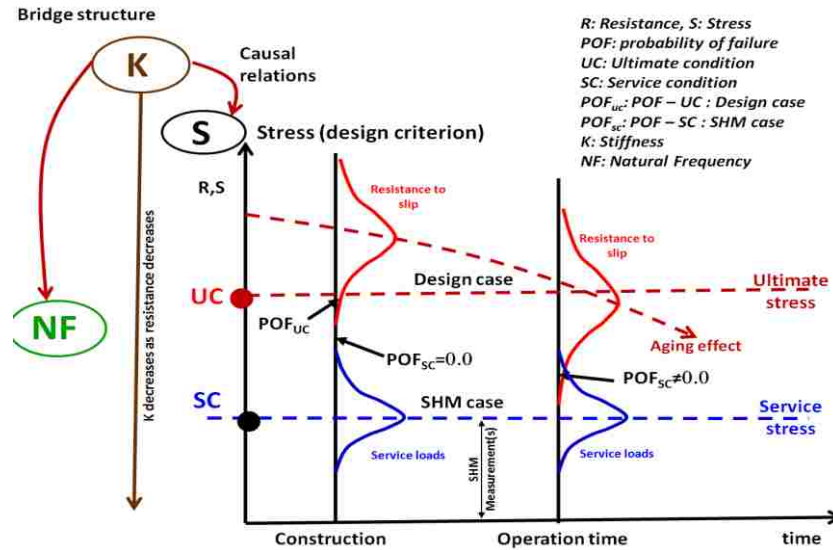 Bridge structure
K
Causal
relations
S
Stress (design criterion)
R: Resistance, S: Stress
POF: probability of failure
UC: Ultimate condition
SC: Service condition
POFuc: POF – UC : Design case
POFsc: POF – SC : SHM case
K: Stiffness
NF: Natural Frequency
R,S
Resistance to
slip
Resistance to
slip
Design case
UC
Ultimate
stress
NF
POFUC
Aging effect
POFSC=0.0
POFSC≠0.0
K decreases as resistance decreases
SC
SHM case
Service
stress
Service loads
SHM
Measurement(s)
Service loads
Construction
Operation time
time